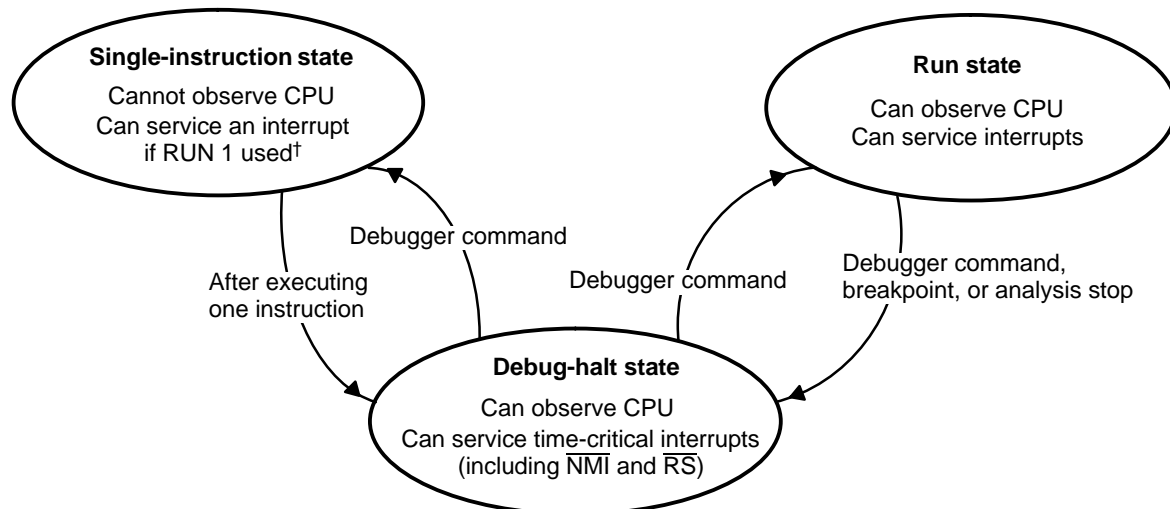 Single-instruction state
Cannot observe CPU
Can service an interrupt
if RUN 1 used†
Run state
Can observe CPU
Can service interrupts
Debugger command
After executing
one instruction
Debugger command
Debugger command,
breakpoint, or analysis stop
Debug-halt state
Can observe CPU
Can service time-critical interrupts
(including N̅M̅I̅ and R̅S̅)